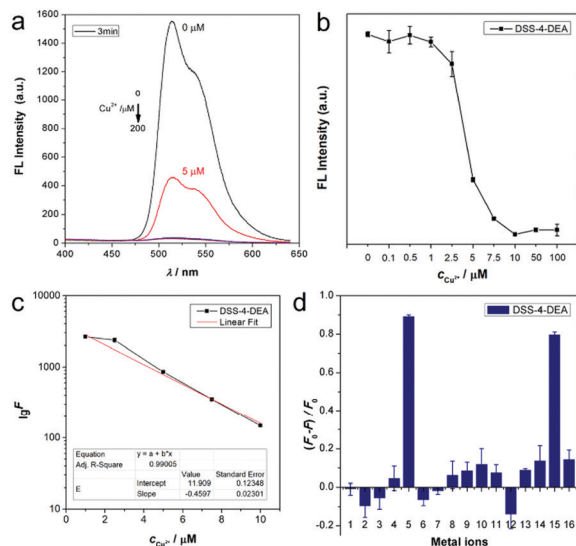 a
3min
0 μM
0
Cu²⁺ /μM
200
5 μM
FL Intensity (a.u.)
1600
1400
1200
1000
800
600
400
200
0
400 450 500 550 600 650
λ / nm
b
DSS-4-DEA
FL Intensity (a.u.)
0 0.1 0.5 1 2.5 5 7.5 10 50 100
c Cu²⁺ / μM
c
DSS-4-DEA
Linear Fit
lgF
10000
1000
100
10
Equation y = a + b*x
Adj. R-Square 0.99005
Value Standard Error
E Intercept 11.909 0.12348
Slope -0.4597 0.02301
0 2 4 6 8 10
c Cu²⁺ / μM
d
DSS-4-DEA
(F₀-F) / F₀
1.0
0.8
0.6
0.4
0.2
0.0
-0.2
1 2 3 4 5 6 7 8 9 10 11 12 13 14 15 16
Metal ions